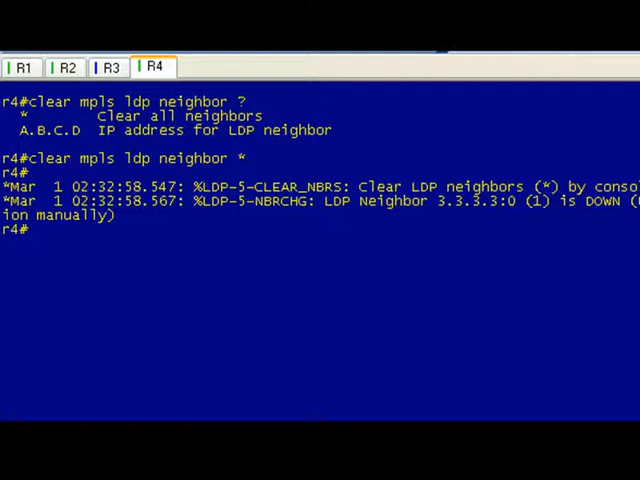 R1 R2 R3 R4
r4#clear mpls ldp neighbor ?
* Clear all neighbors
A.B.C.D IP address for LDP neighbor
r4#clear mpls ldp neighbor *
r4#
*Mar 1 02:32:58.547: %LDP-5-CLEAR_NBRS: Clear LDP neighbors (*) by conso
*Mar 1 02:32:58.567: %LDP-5-NBRCHG: LDP Neighbor 3.3.3.3:0 (1) is DOWN (
ion manually)
r4#